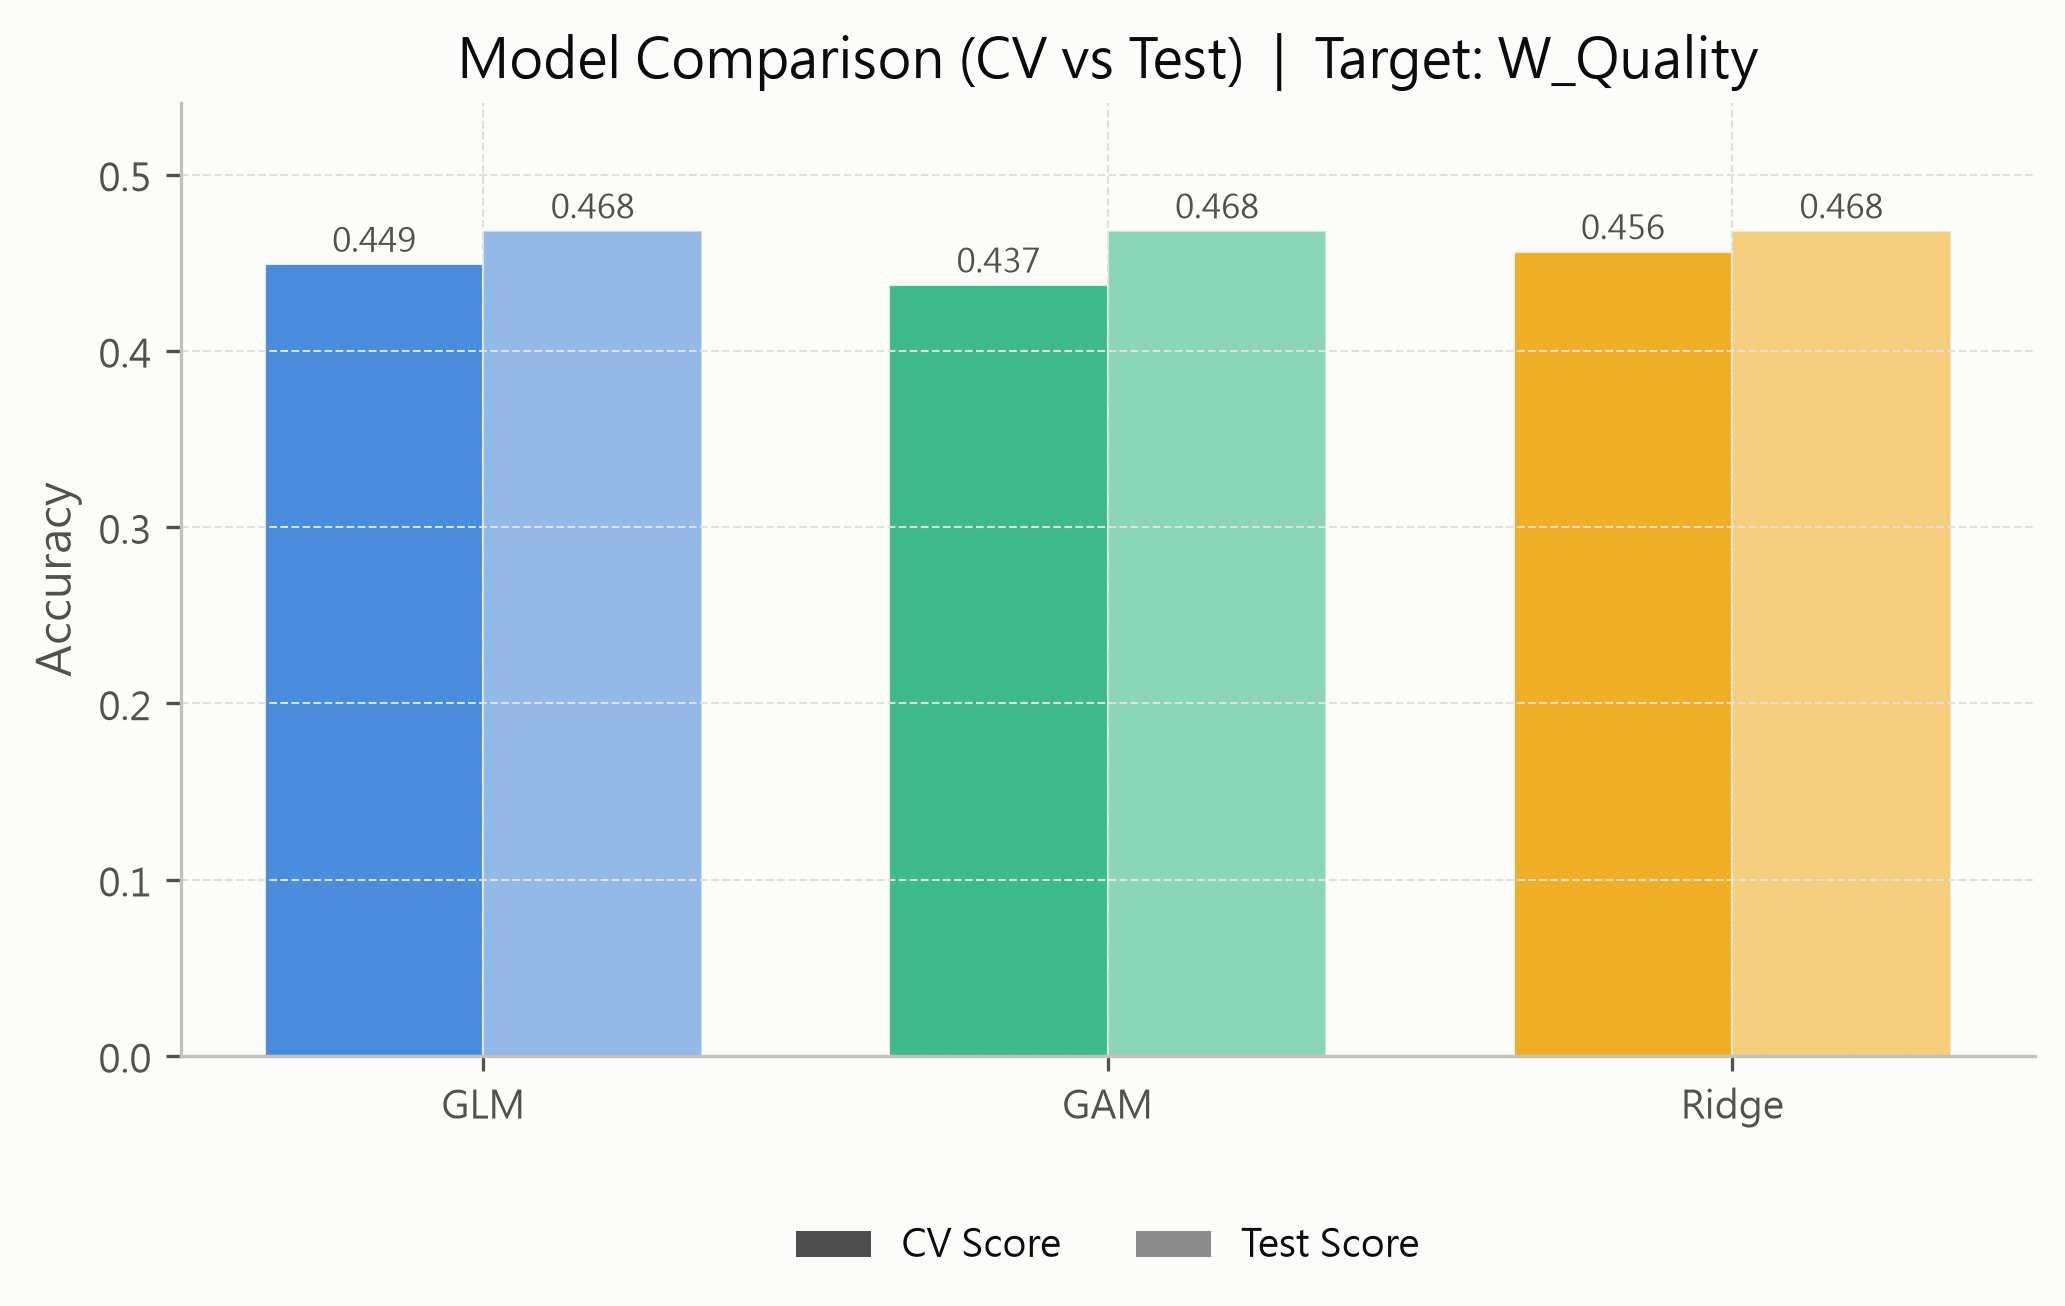 Model Comparison (CV vs Test) | Target: W_Quality
Accuracy
0.5
0.4
0.3
0.2
0.1
0.0
0.449
0.468
0.437
0.468
0.456
0.468
GLM
GAM
Ridge
CV Score
Test Score